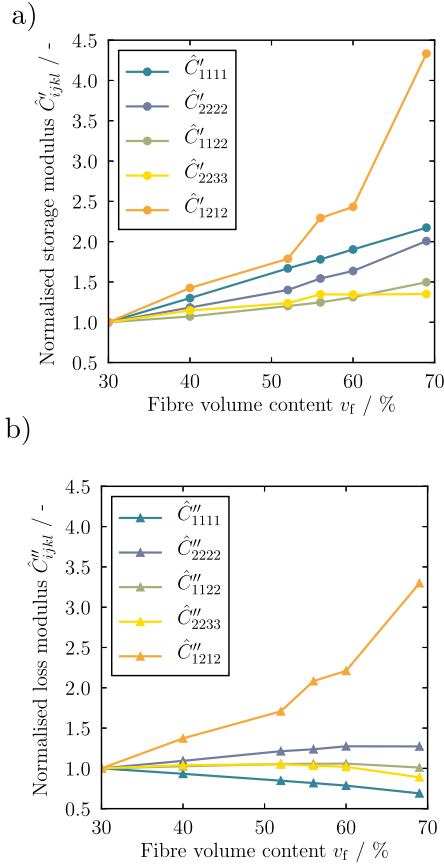 a)
4.5
4.0
3.5
3.0
2.5
2.0
1.5
1.0
0.5
Normalised storage modulus Ĉ′ᵢⱼₖₗ / -
Ĉ′₁₁₁₁
Ĉ′₂₂₂₂
Ĉ′₁₁₂₂
Ĉ′₂₂₃₃
Ĉ′₁₂₁₂
30 40 50 60 70
Fibre volume content v_f / %
b)
4.5
4.0
3.5
3.0
2.5
2.0
1.5
1.0
0.5
Normalised loss modulus Ĉ″ᵢⱼₖₗ / -
Ĉ″₁₁₁₁
Ĉ″₂₂₂₂
Ĉ″₁₁₂₂
Ĉ″₂₂₃₃
Ĉ″₁₂₁₂
30 40 50 60 70
Fibre volume content v_f / %